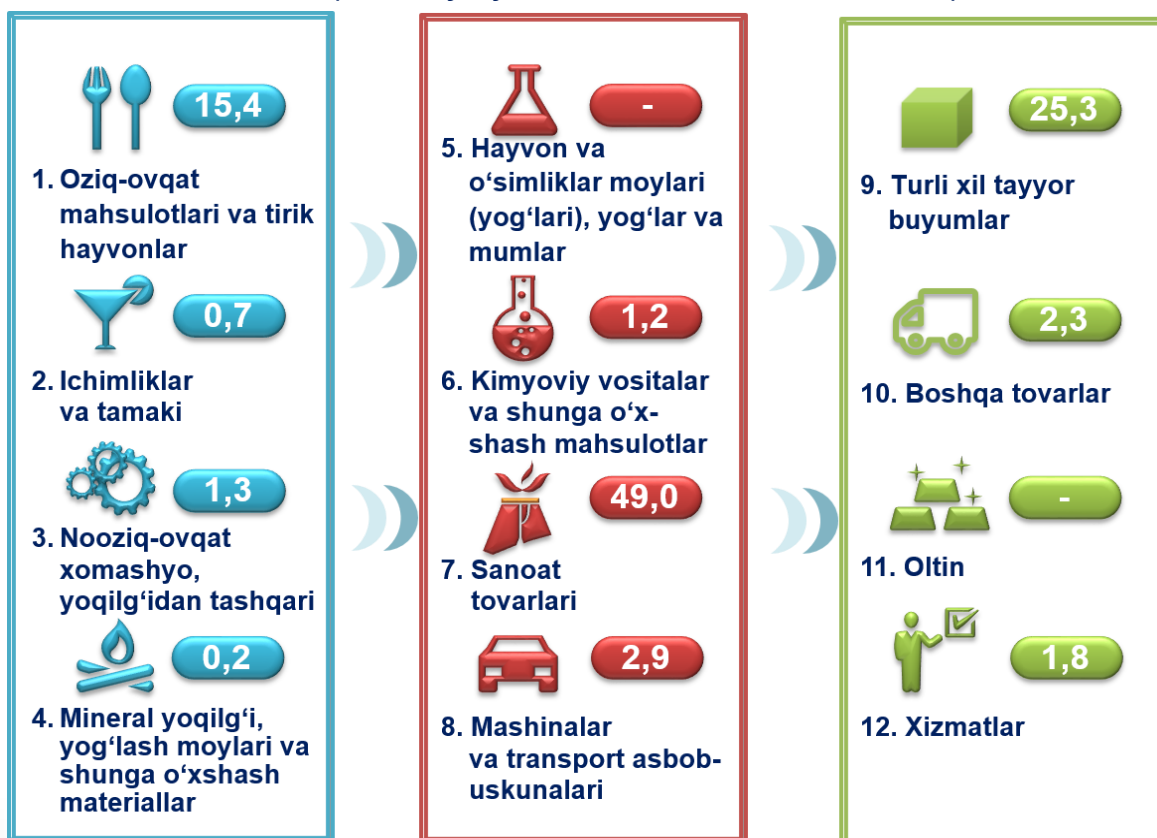 15,4
1. Oziq-ovqat
mahsulotlari va tirik
hayvonlar
0,7
2. Ichimliklar
va tamaki
1,3
3. Nooziq-ovqat
xomashyo,
yoqilg‘idan tashqari
0,2
4. Mineral yoqilg‘i,
yog‘lash moylari va
shunga o‘xshash
materiallar
-
5. Hayvon va
o‘simliklar moylari
(yog‘lari), yog‘lar va
mumlar
1,2
6. Kimyoviy vositalar
va shunga o‘x-
shash mahsulotlar
49,0
7. Sanoat
tovarlari
2,9
8. Mashinalar
va transport asbob-
uskunalari
25,3
9. Turli xil tayyor
buyumlar
2,3
10. Boshqa tovarlar
-
11. Oltin
1,8
12. Xizmatlar